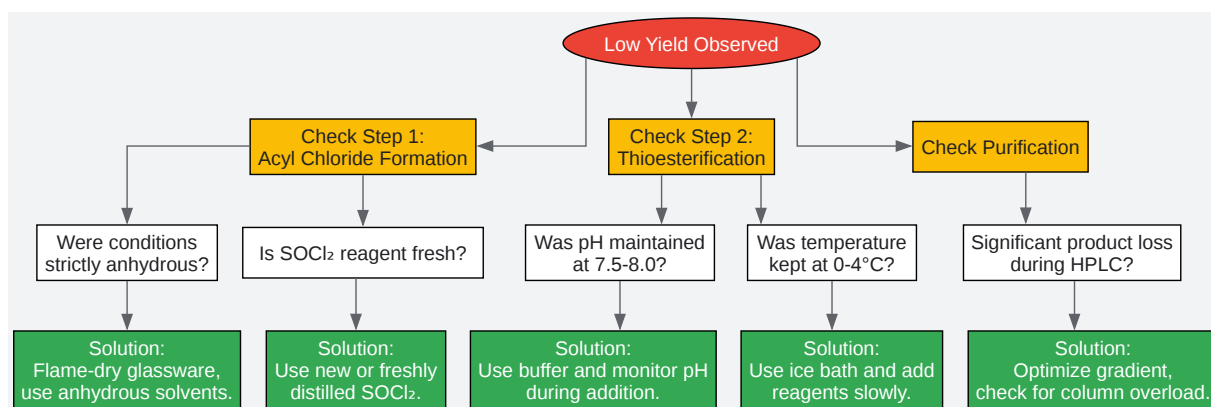 Low Yield Observed
Check Step 1:
Acyl Chloride Formation
Check Step 2:
Thioesterification
Check Purification
Were conditions
strictly anhydrous?
Is SOCl₂ reagent fresh?
Was pH maintained
at 7.5-8.0?
Was temperature
kept at 0-4°C?
Significant product loss
during HPLC?
Solution:
Flame-dry glassware,
use anhydrous solvents.
Solution:
Use new or freshly
distilled SOCl₂.
Solution:
Use buffer and monitor pH
during addition.
Solution:
Use ice bath and add
reagents slowly.
Solution:
Optimize gradient,
check for column overload.